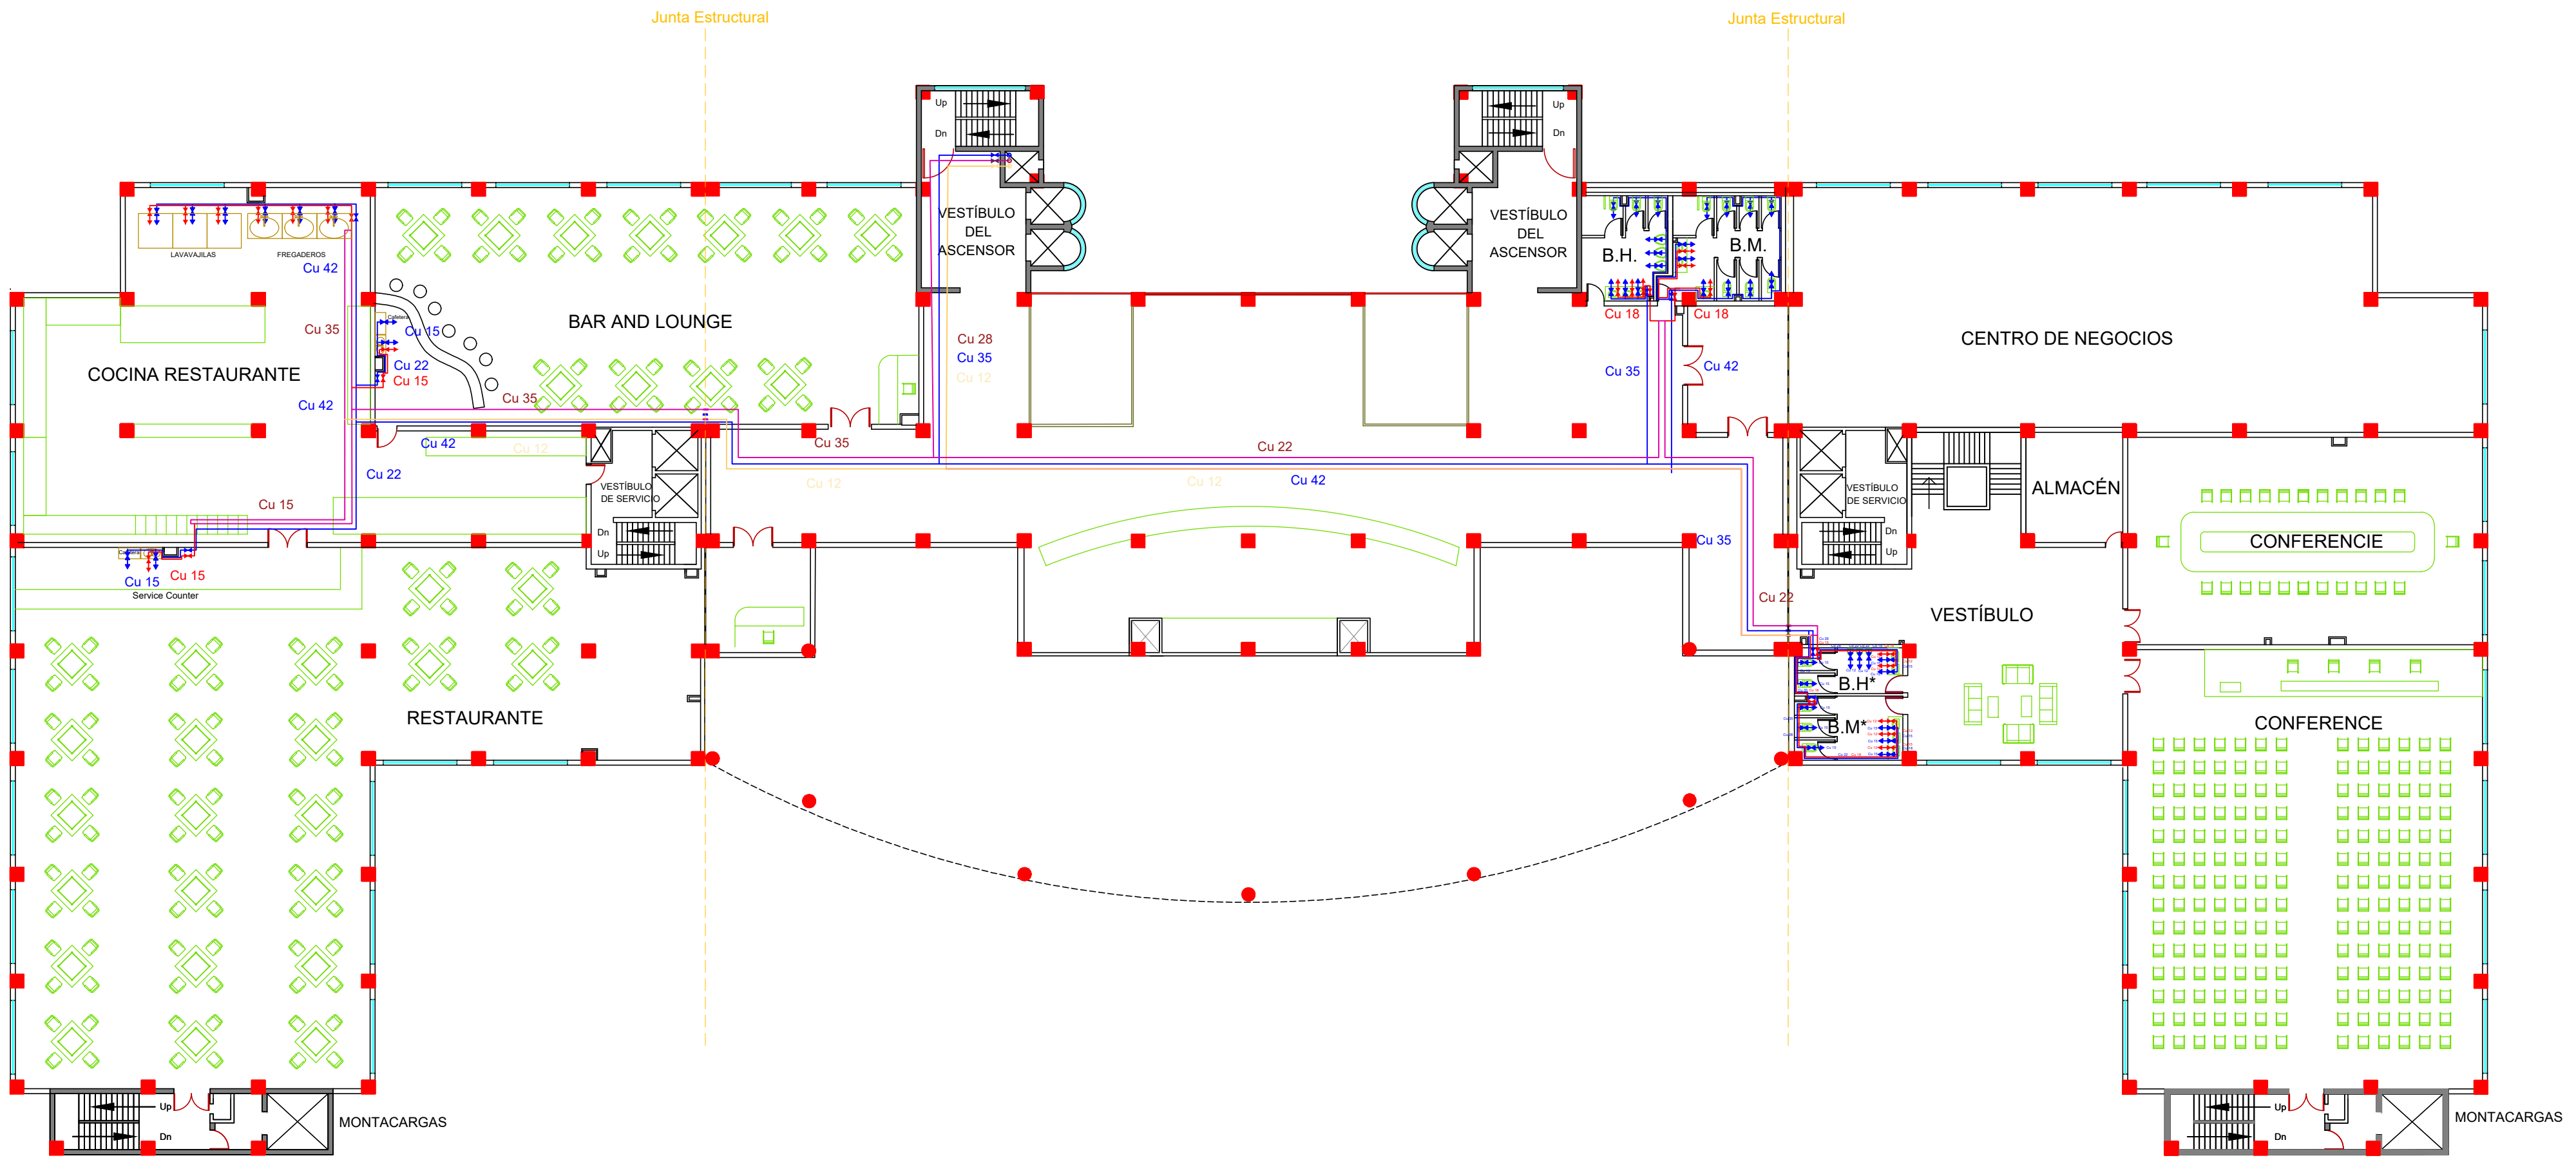 Junta Estructural
Junta Estructural
Up
Dn
Up
Dn
VESTÍBULO
DEL
ASCENSOR
VESTÍBULO
DEL
ASCENSOR
B.H.
B.M.
LAVAVAJILAS
FREGADEROS
Cu 42
Cu 35
Cafetera
Cu 15
BAR AND LOUNGE
Cu 28
Cu 35
Cu 12
Cu 18
Cu 18
CENTRO DE NEGOCIOS
COCINA RESTAURANTE
Cu 22
Cu 15
Cu 35
Cu 42
Cu 35
Cu 42
Cu 42
Cu 12
Cu 35
Cu 22
Cu 22
Cu 12
Cu 12
Cu 42
VESTÍBULO
DE SERVICIO
VESTÍBULO
DE SERVICIO
ALMACÉN
Cu 15
Dn
Up
Dn
Up
Cu 35
CONFERENCIE
Cu 15
Cu 15
Service Counter
Cu 22
VESTÍBULO
B.H*
B.M*
RESTAURANTE
CONFERENCE
Up
Dn
MONTACARGAS
Up
Dn
MONTACARGAS